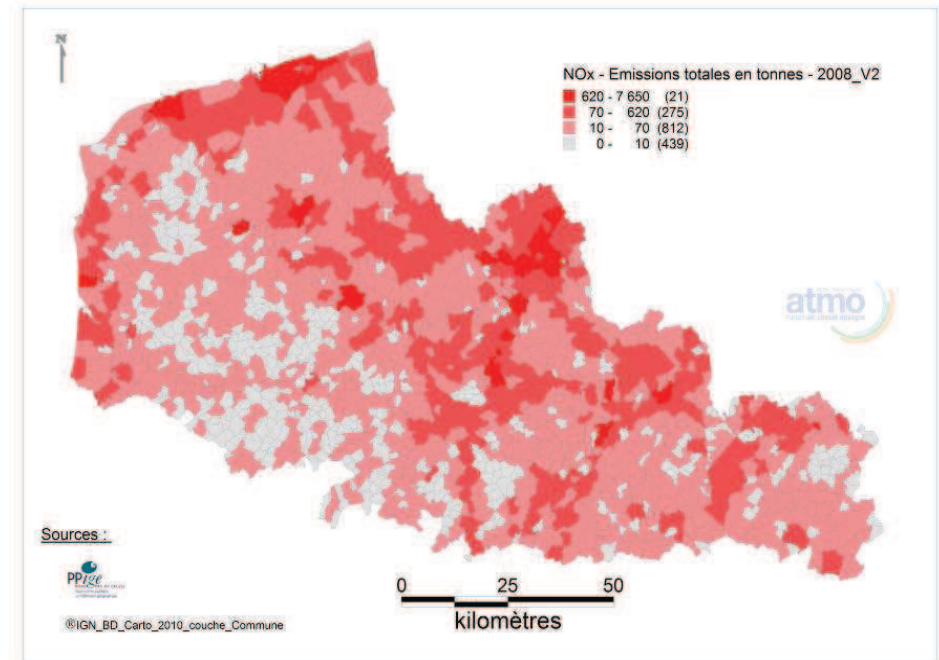 N
NOx - Emissions totales en tonnes - 2008_V2
620 - 7 650 (21)
70 - 620 (275)
10 - 70 (812)
0 - 10 (439)
atmo
Sources :
PPige
0 25 50
kilomètres
®IGN_BD_Carto_2010_couche_Commune